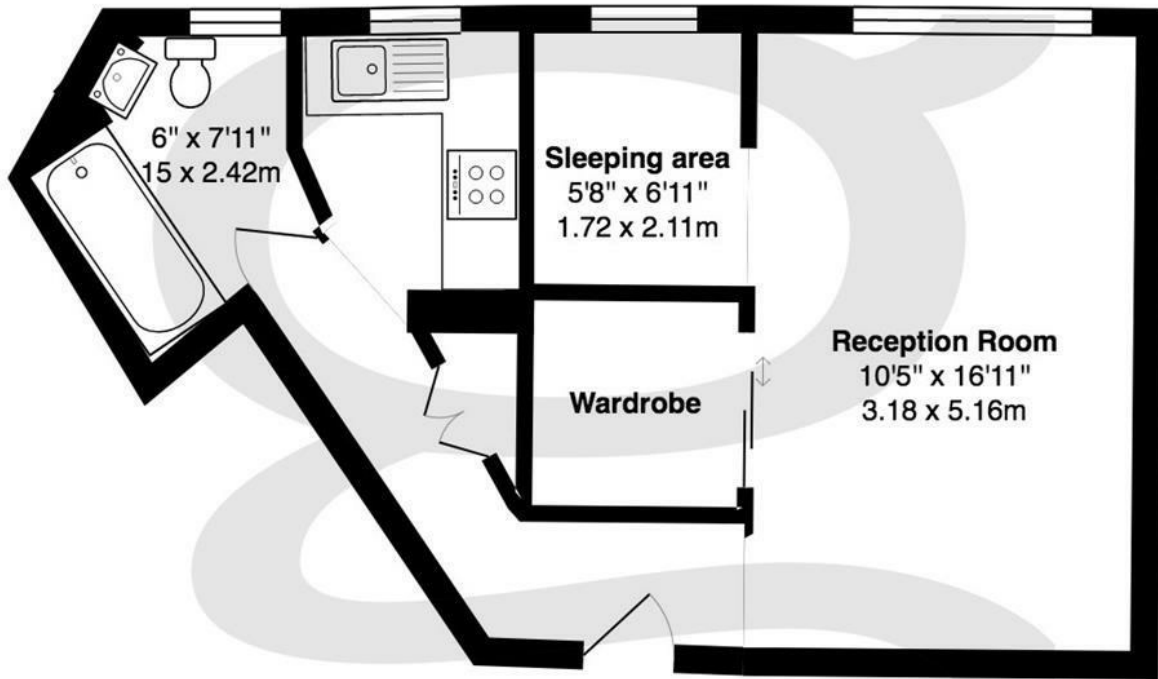 6" x 7'11"
15 x 2.42m
Sleeping area
5'8" x 6'11"
1.72 x 2.11m
Wardrobe
Reception Room
10'5" x 16'11"
3.18 x 5.16m